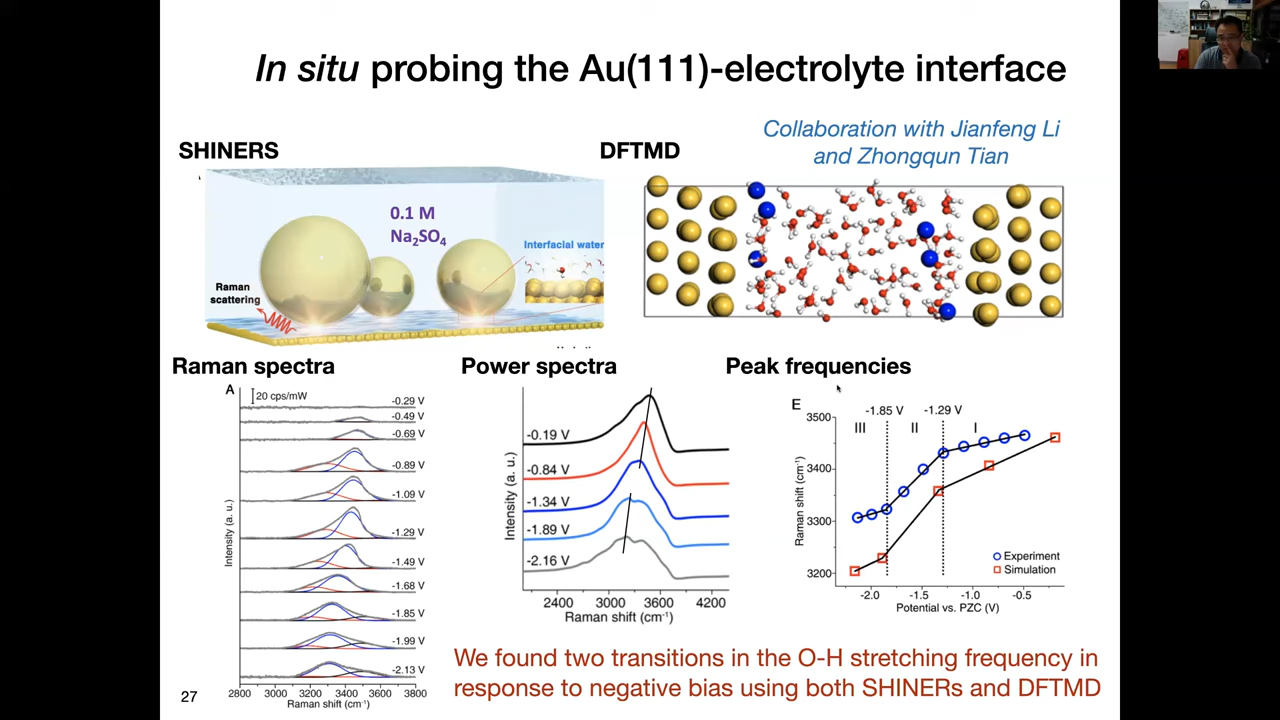 In situ probing the Au(111)-electrolyte interface
Collaboration with Jianfeng Li
and Zhongqun Tian
SHINERS
DFTMD
0.1 M
Na₂SO₄
Interfacial water
Raman
scattering
Raman spectra
Power spectra
Peak frequencies
A
20 cps/mW
-0.29 V
-0.49 V
-0.69 V
-0.89 V
-1.09 V
-1.29 V
-1.49 V
-1.68 V
-1.85 V
-1.99 V
-2.13 V
Intensity (a. u.)
2800 3000 3200 3400 3600 3800
Raman shift (cm⁻¹)
-0.19 V
-0.84 V
-1.34 V
-1.89 V
-2.16 V
Intensity (a. u.)
2400 3000 3600 4200
Raman shift (cm⁻¹)
E
-1.85 V
-1.29 V
III
II
I
3500
3400
3300
3200
Raman shift (cm⁻¹)
Experiment
Simulation
-2.0 -1.5 -1.0 -0.5
Potential vs. PZC (V)
We found two transitions in the O-H stretching frequency in
response to negative bias using both SHINERs and DFTMD
27